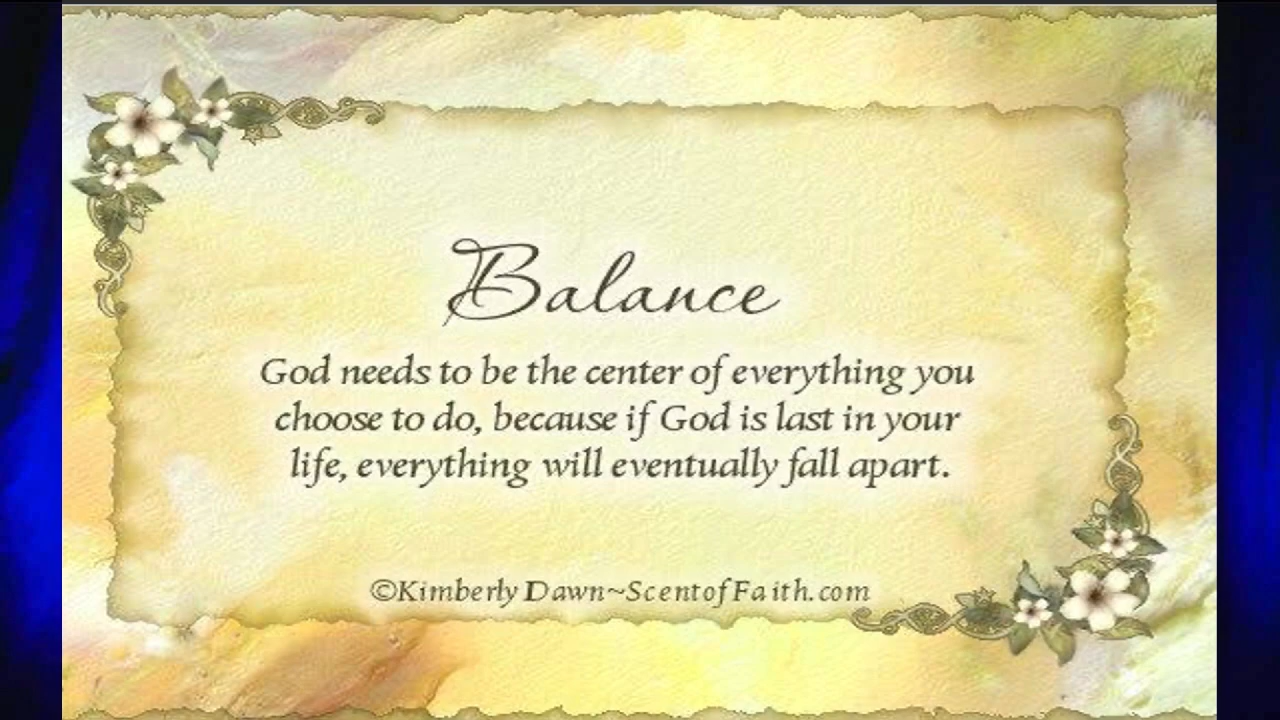 Balance
God needs to be the center of everything you
choose to do, because if God is last in your
life, everything will eventually fall apart.
©Kimberly Dawn~ScentofFaith.com